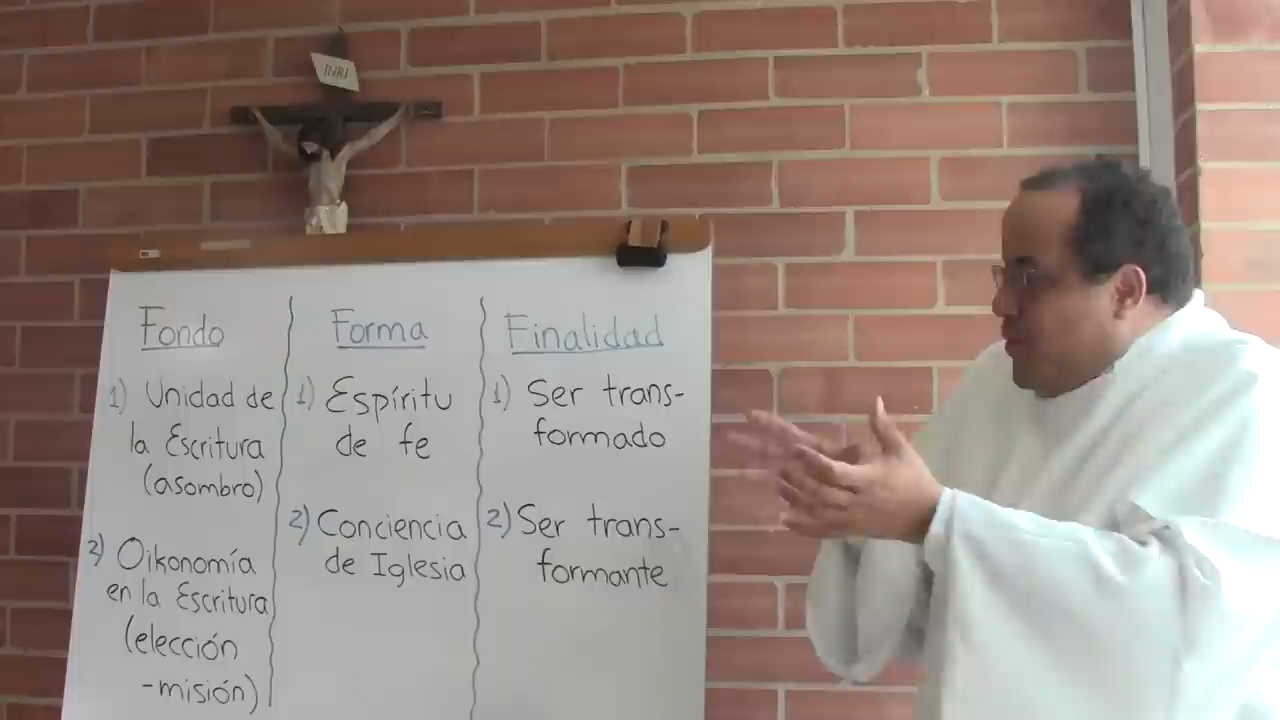 INRI
Fondo
1) Unidad de
la Escritura
(asombro)
2) Oikonomía
en la Escritura
(elección
-misión)
Forma
1) Espíritu
de fe
2) Conciencia
de Iglesia
Finalidad
1) Ser trans-
formado
2) Ser trans-
formante